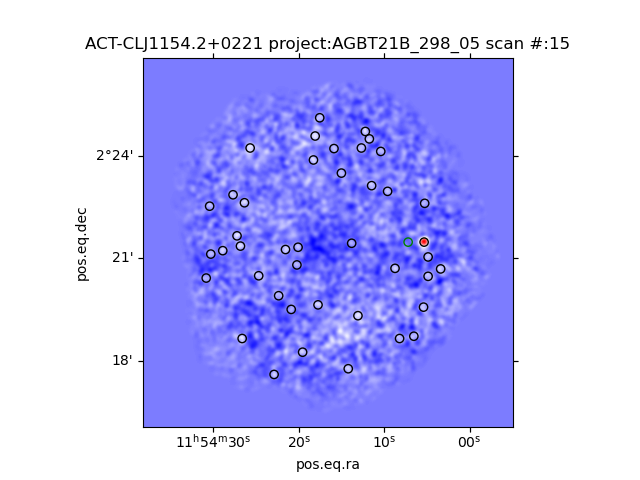 ACT-CLJ1154.2+0221 project:AGBT21B_298_05 scan #:15
2°24'
21'
18'
pos.eq.dec
11ʰ54ᵐ30ˢ 20ˢ 10ˢ 00ˢ
pos.eq.ra